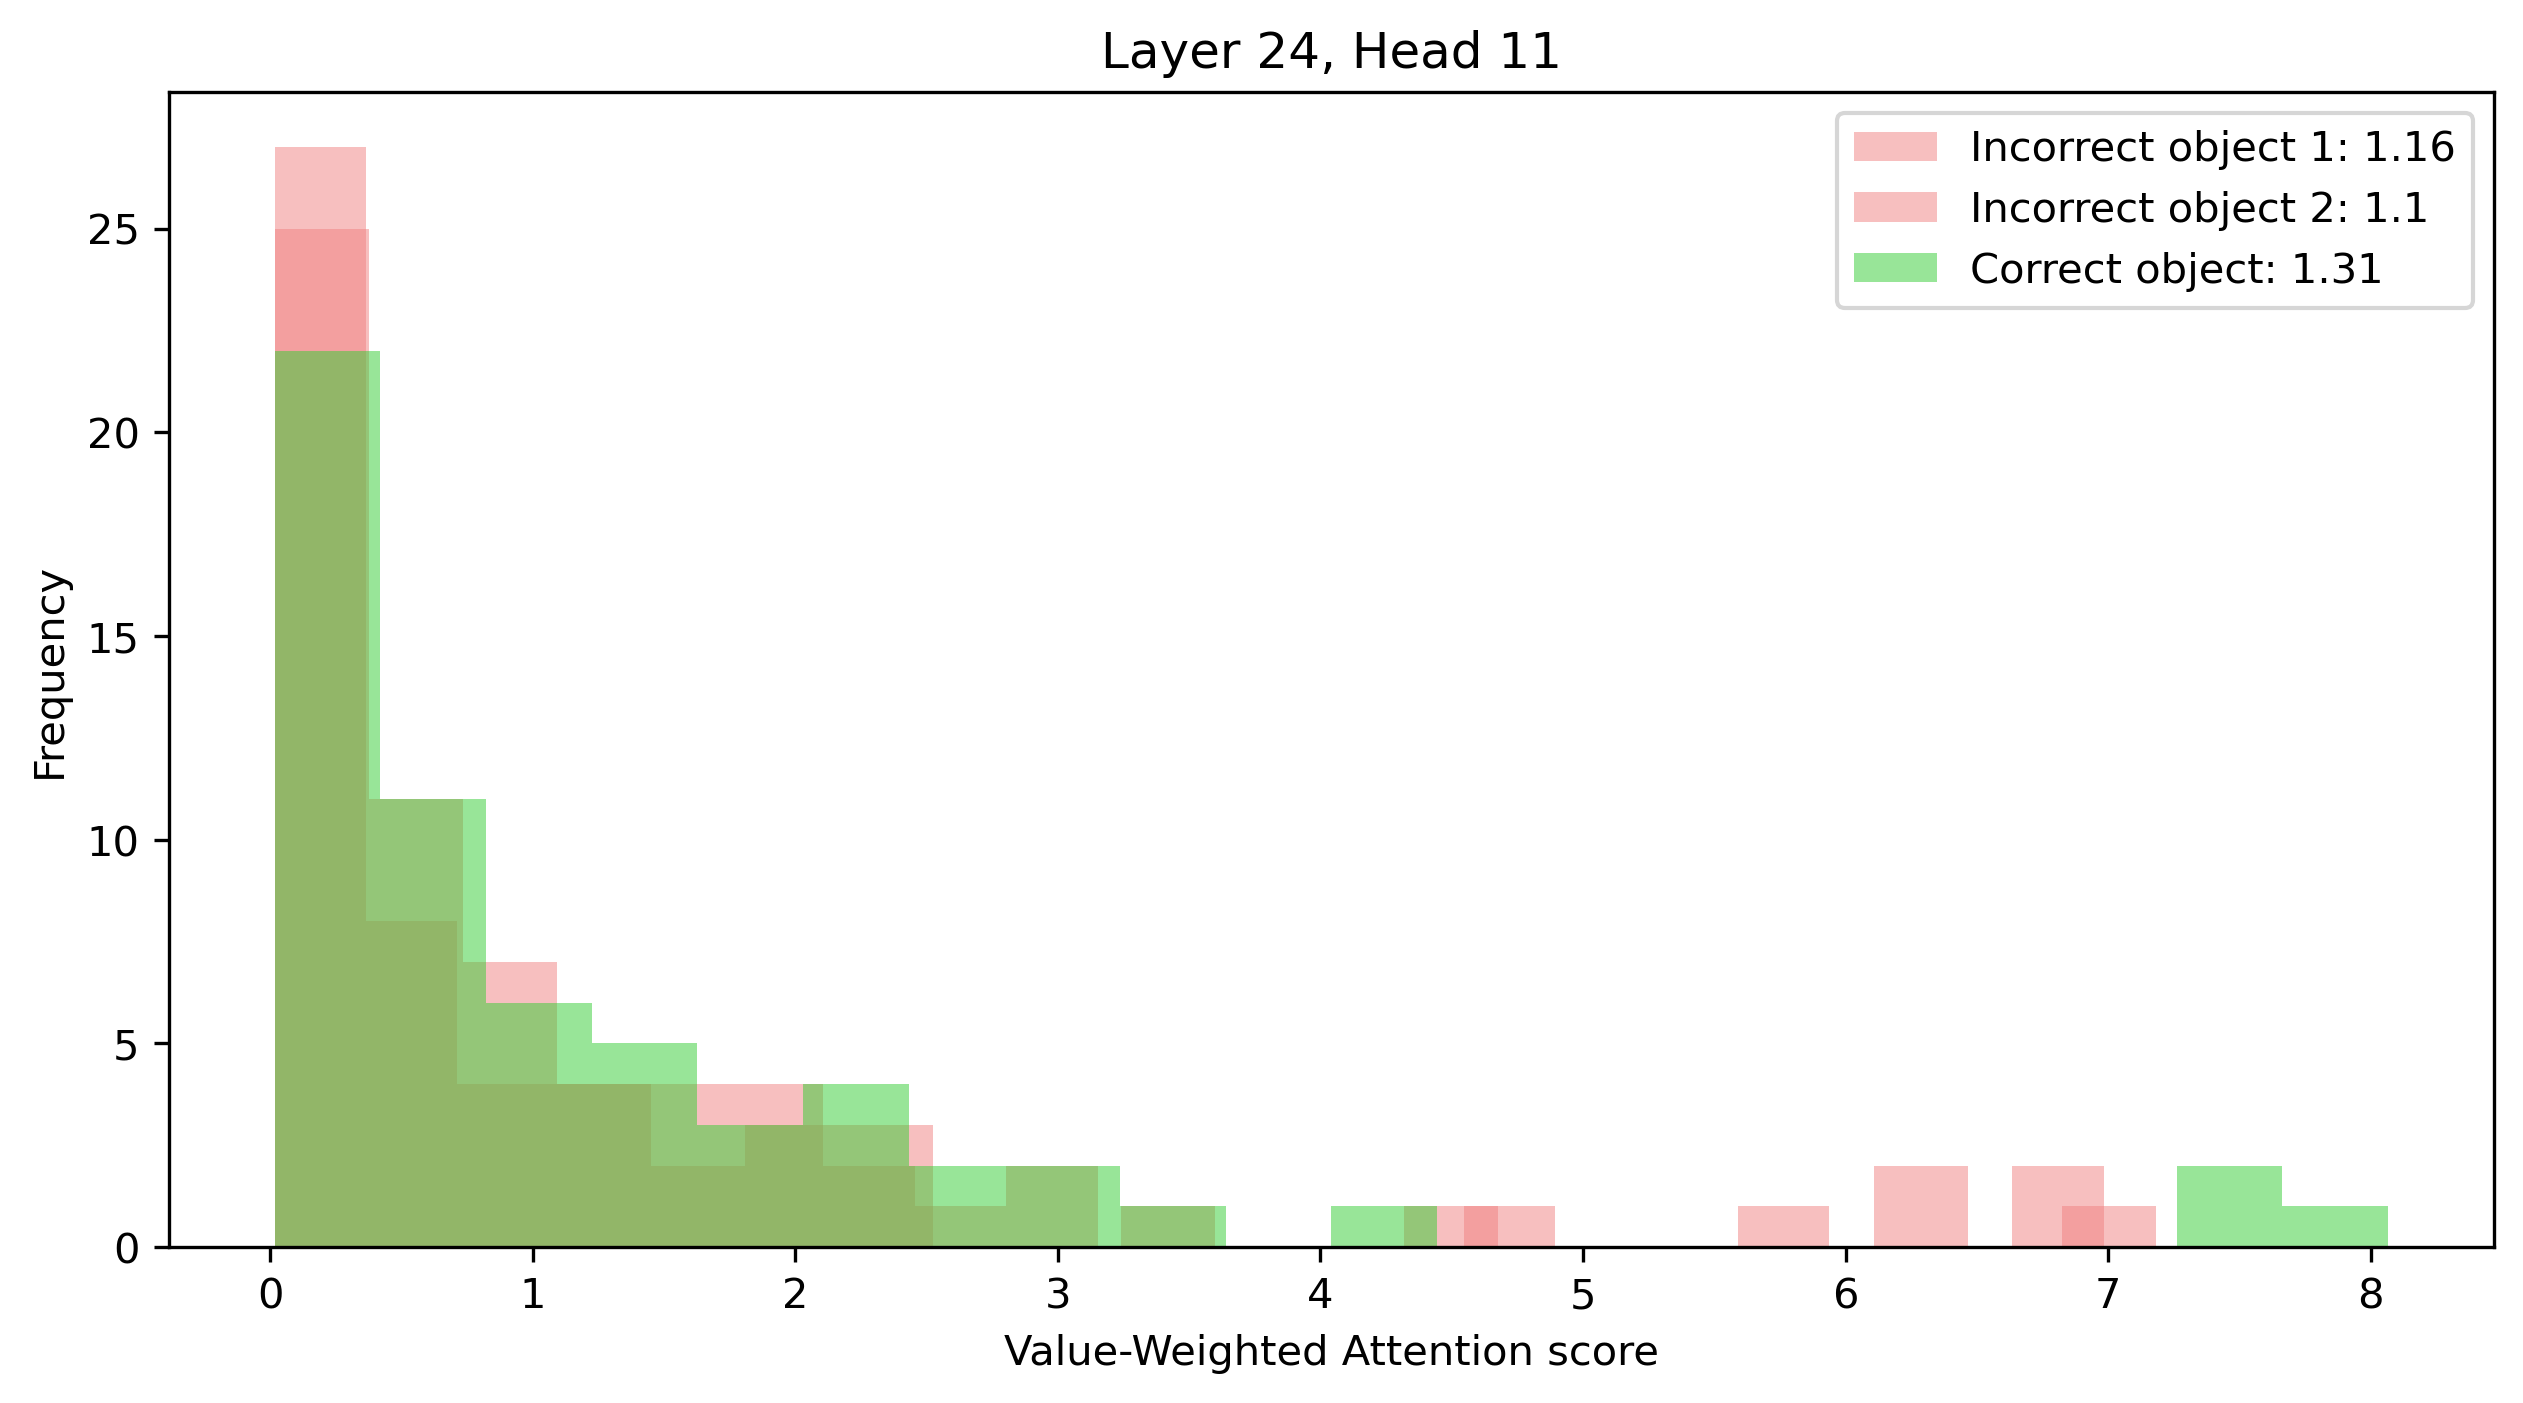 Layer 24, Head 11
Incorrect object 1: 1.16
Incorrect object 2: 1.1
Correct object: 1.31
Frequency
25
20
15
10
5
0
0 1 2 3 4 5 6 7 8
Value-Weighted Attention score